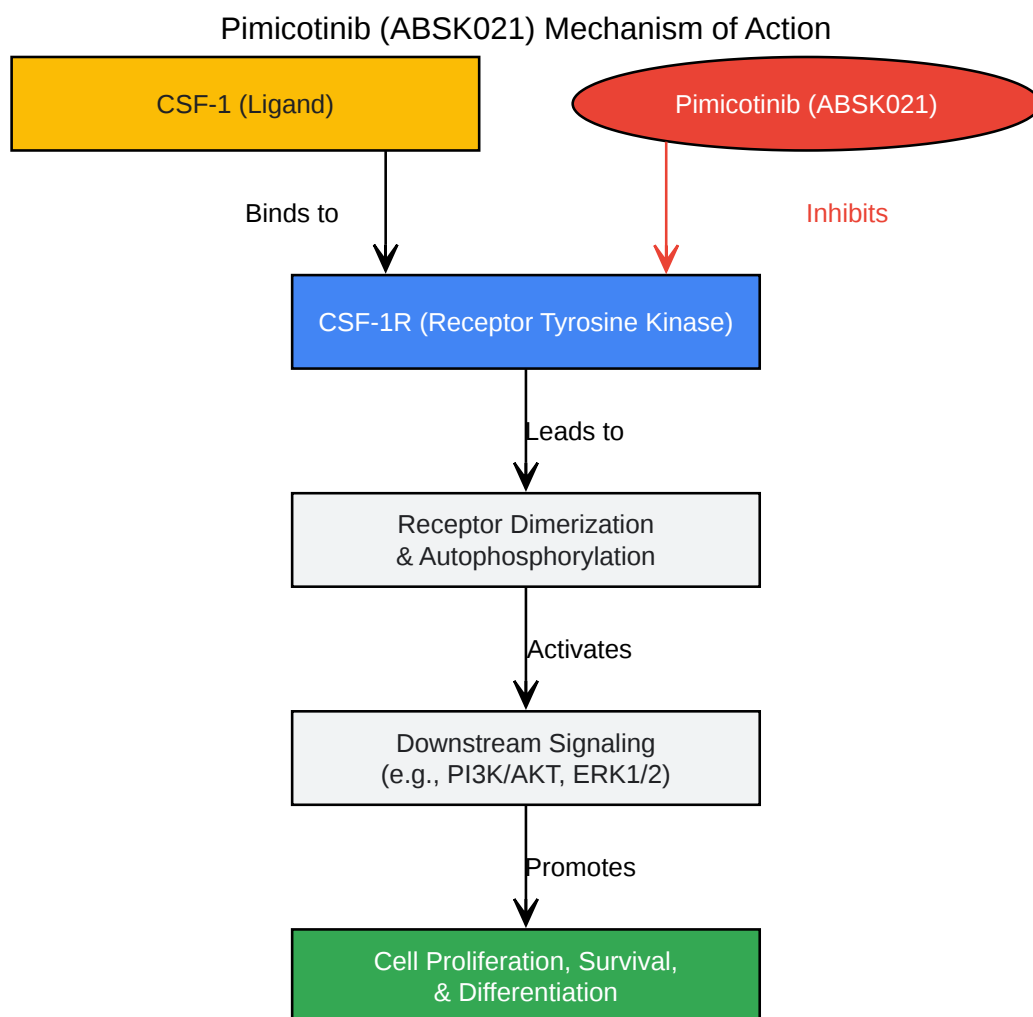 Pimicotinib (ABSK021) Mechanism of Action
CSF-1 (Ligand)
Pimicotinib (ABSK021)
Binds to
Inhibits
CSF-1R (Receptor Tyrosine Kinase)
Leads to
Receptor Dimerization
& Autophosphorylation
Activates
Downstream Signaling
(e.g., PI3K/AKT, ERK1/2)
Promotes
Cell Proliferation, Survival,
& Differentiation